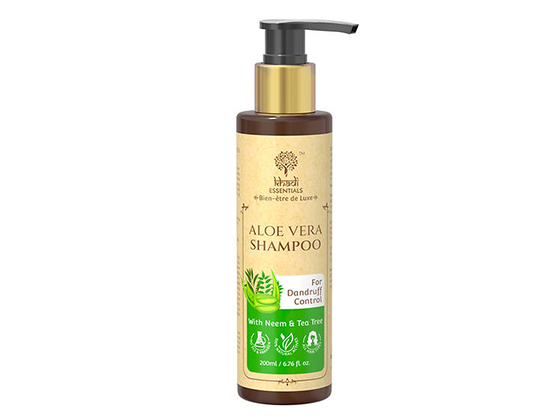 ™
khadi
ESSENTIALS
Bien-être de Luxe
ALOE VERA
SHAMPOO
For
Dandruff
Control
With Neem & Tea Tree
200ml / 6.76 fl. oz.